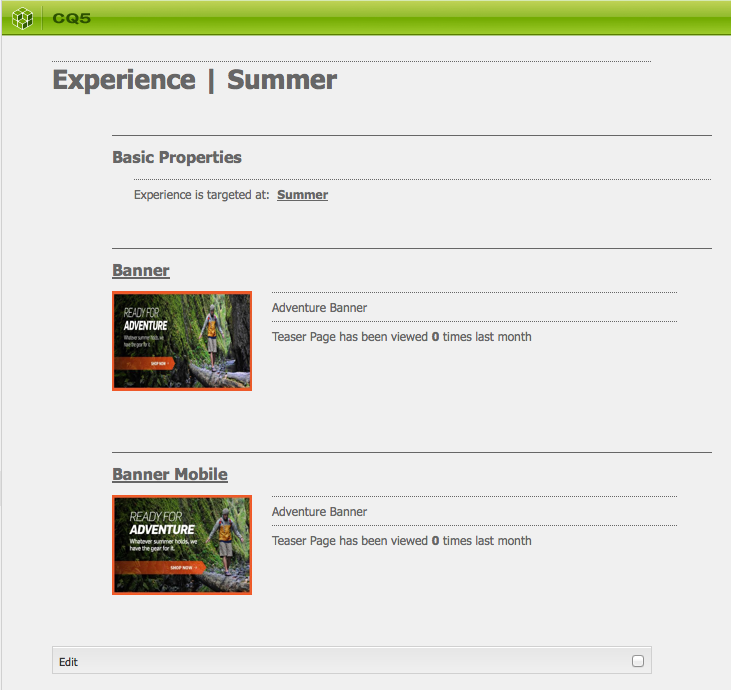 CQ5
Experience | Summer
Basic Properties
Experience is targeted at: Summer
Banner
READY FOR
ADVENTURE
Whatever summer holds, we
have the gear for it.
SHOP NOW
Adventure Banner
Teaser Page has been viewed 0 times last month
Banner Mobile
READY FOR
ADVENTURE
Whatever summer holds, we
have the gear for it.
SHOP NOW
Adventure Banner
Teaser Page has been viewed 0 times last month
Edit